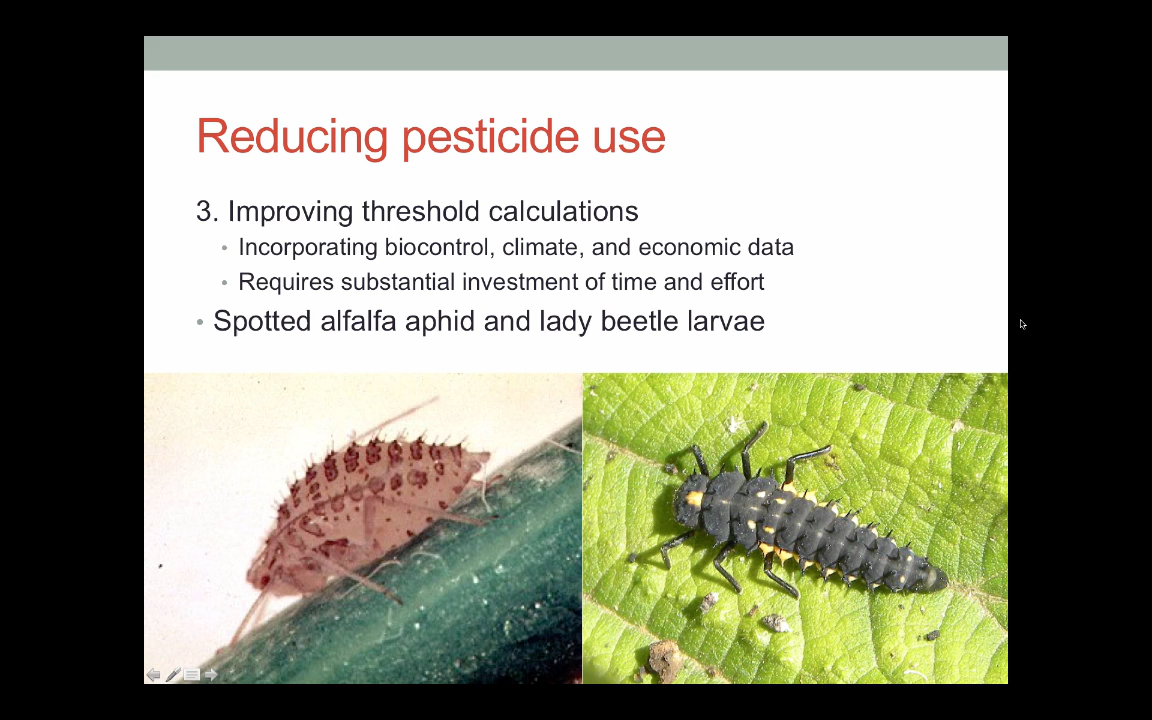 Reducing pesticide use
3. Improving threshold calculations
• Incorporating biocontrol, climate, and economic data
• Requires substantial investment of time and effort
• Spotted alfalfa aphid and lady beetle larvae